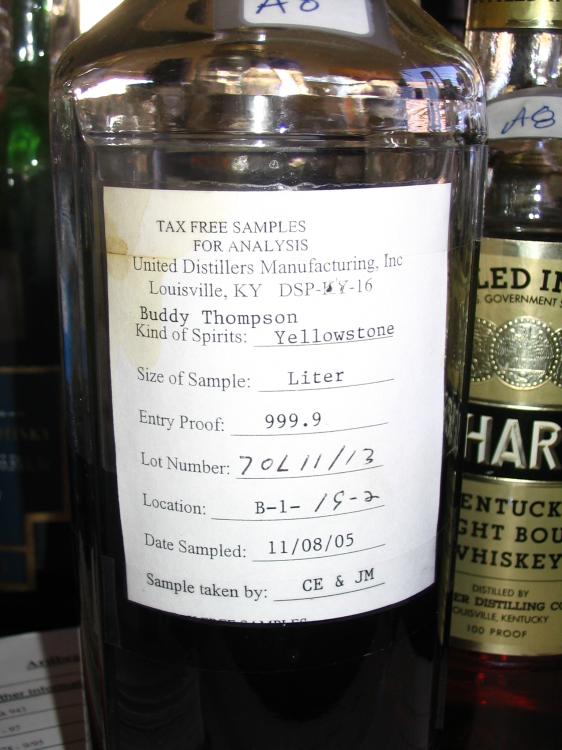 A8
TAX FREE SAMPLES
FOR ANALYSIS
United Distillers Manufacturing, Inc
Louisville, KY DSP-KY-16
Buddy Thompson
Kind of Spirits: Yellowstone
Size of Sample: Liter
Entry Proof: 999.9
Lot Number: 70L11/13
Location: B-1-19-2
Date Sampled: 11/08/05
Sample taken by: CE & JM
A8
LED IN
S. GOVERNMENT
HAR
ENTUCK
GHT BOU
WHISKEY
DISTILLED BY
ER DISTILLING CO
OUISVILLE, KENTUCKY
100 PROOF